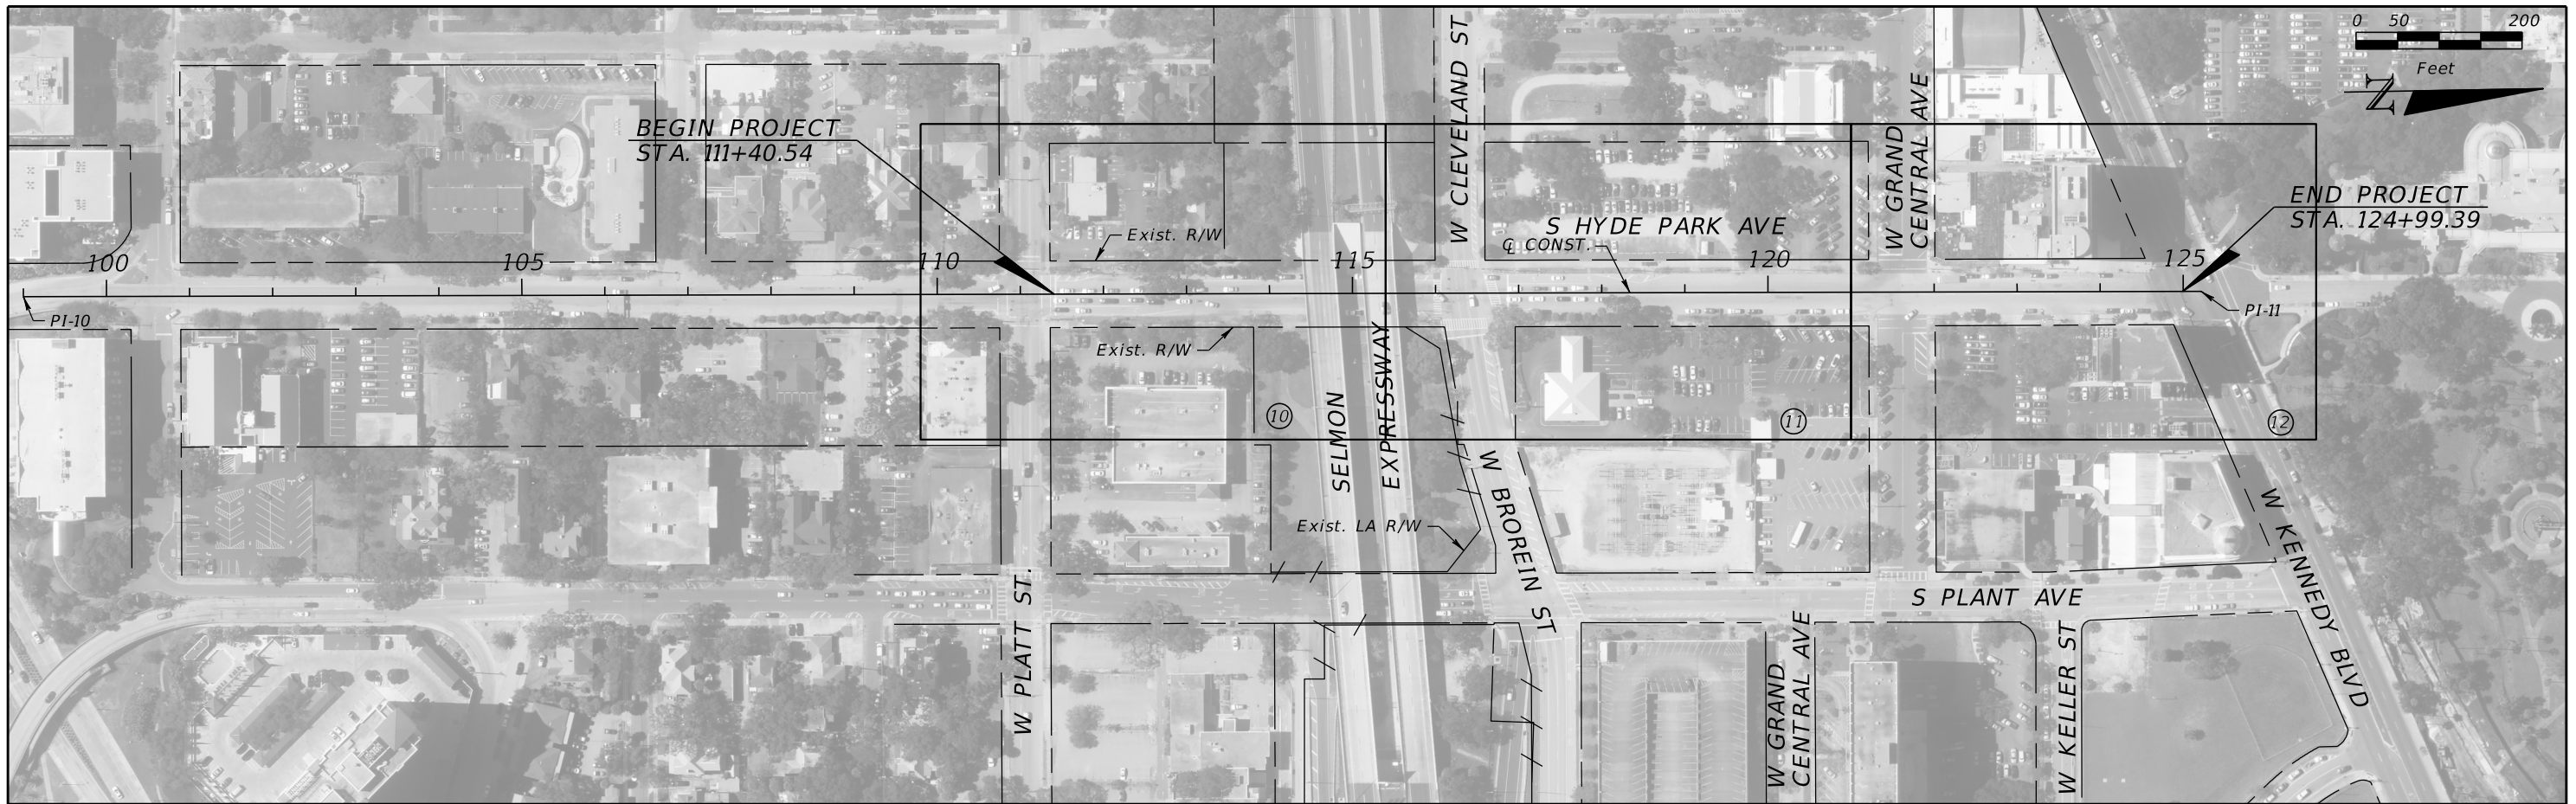 0 50 200
Feet
N
W CLEVELAND ST
W GRAND
CENTRAL AVE
BEGIN PROJECT
STA. 111+40.54
END PROJECT
STA. 124+99.39
S HYDE PARK AVE
℄ CONST.
Exist. R/W
100
105
110
115
120
125
PI-10
PI-11
Exist. R/W
SELMON
EXPRESSWAY
10
11
12
W BROREIN ST
Exist. LA R/W
W KENNEDY BLVD
S PLANT AVE
W PLATT ST.
W GRAND
CENTRAL AVE
W KELLER ST